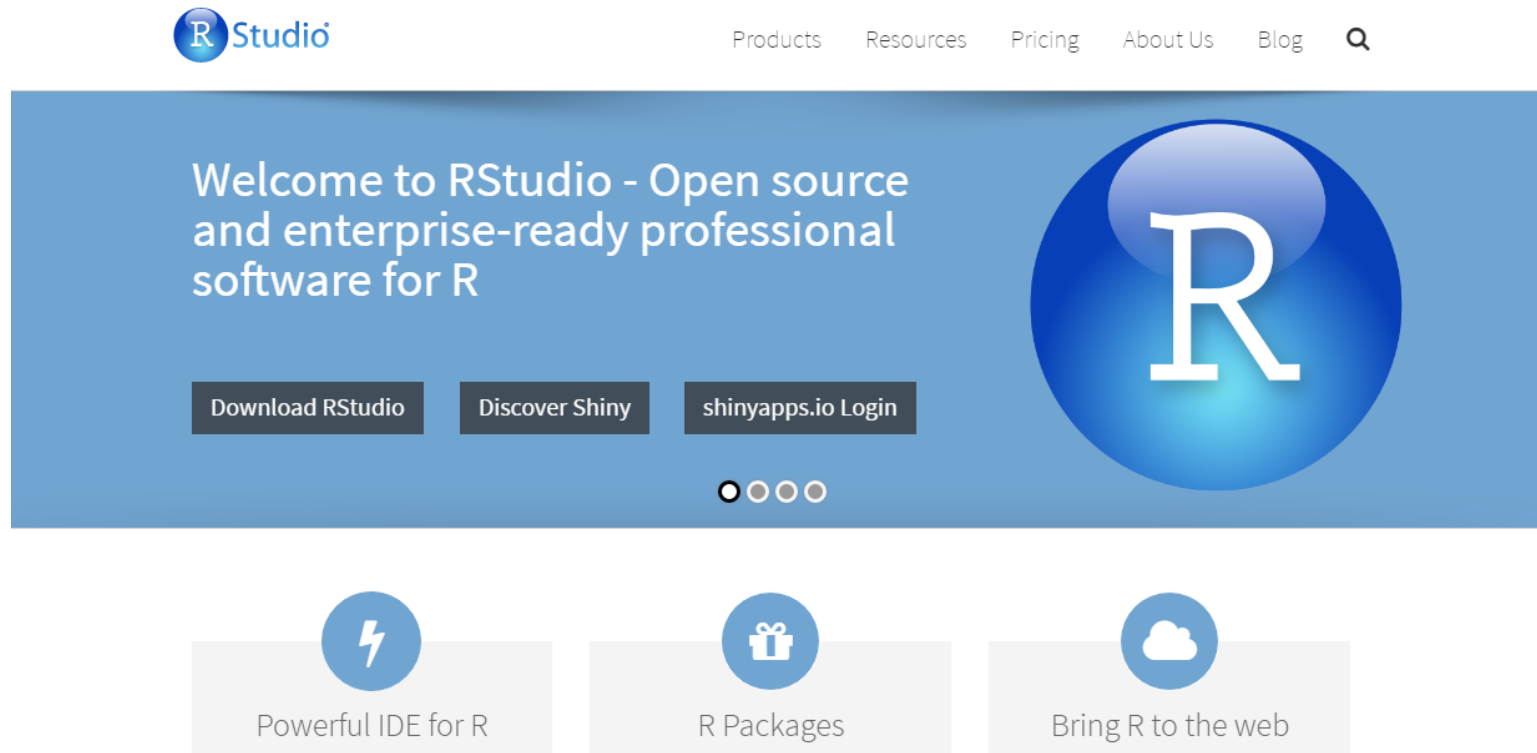 R Studio®
Products Resources Pricing About Us Blog
Welcome to RStudio - Open source
and enterprise-ready professional
software for R
R
Download RStudio Discover Shiny shinyapps.io Login
Powerful IDE for R R Packages Bring R to the web